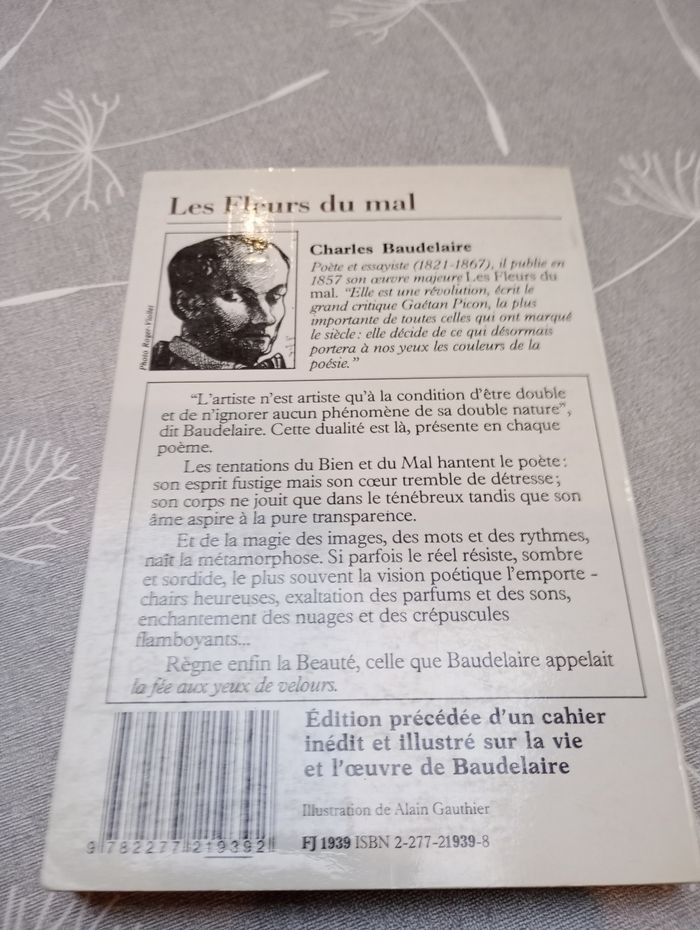 Les Fleurs du mal
Photo Roger-Viollet
Charles Baudelaire
Poète et essayiste (1821-1867), il publie en
1857 son œuvre majeure Les Fleurs du
mal. "Elle est une révolution, écrit le
grand critique Gaétan Picon, la plus
importante de toutes celles qui ont marqué
le siècle : elle décide de ce qui désormais
portera à nos yeux les couleurs de la
poésie."
"L'artiste n'est artiste qu'à la condition d'être double
et de n'ignorer aucun phénomène de sa double nature",
dit Baudelaire. Cette dualité est là, présente en chaque
poème.
Les tentations du Bien et du Mal hantent le poète :
son esprit fustige mais son cœur tremble de détresse ;
son corps ne jouit que dans le ténébreux tandis que son
âme aspire à la pure transparence.
Et de la magie des images, des mots et des rythmes,
naît la métamorphose. Si parfois le réel résiste, sombre
et sordide, le plus souvent la vision poétique l'emporte -
chairs heureuses, exaltation des parfums et des sons,
enchantement des nuages et des crépuscules
flamboyants...
Règne enfin la Beauté, celle que Baudelaire appelait
la fée aux yeux de velours.
Édition précédée d'un cahier
inédit et illustré sur la vie
et l'œuvre de Baudelaire
Illustration de Alain Gauthier
9 782277 219392
FJ 1939 ISBN 2-277-21939-8